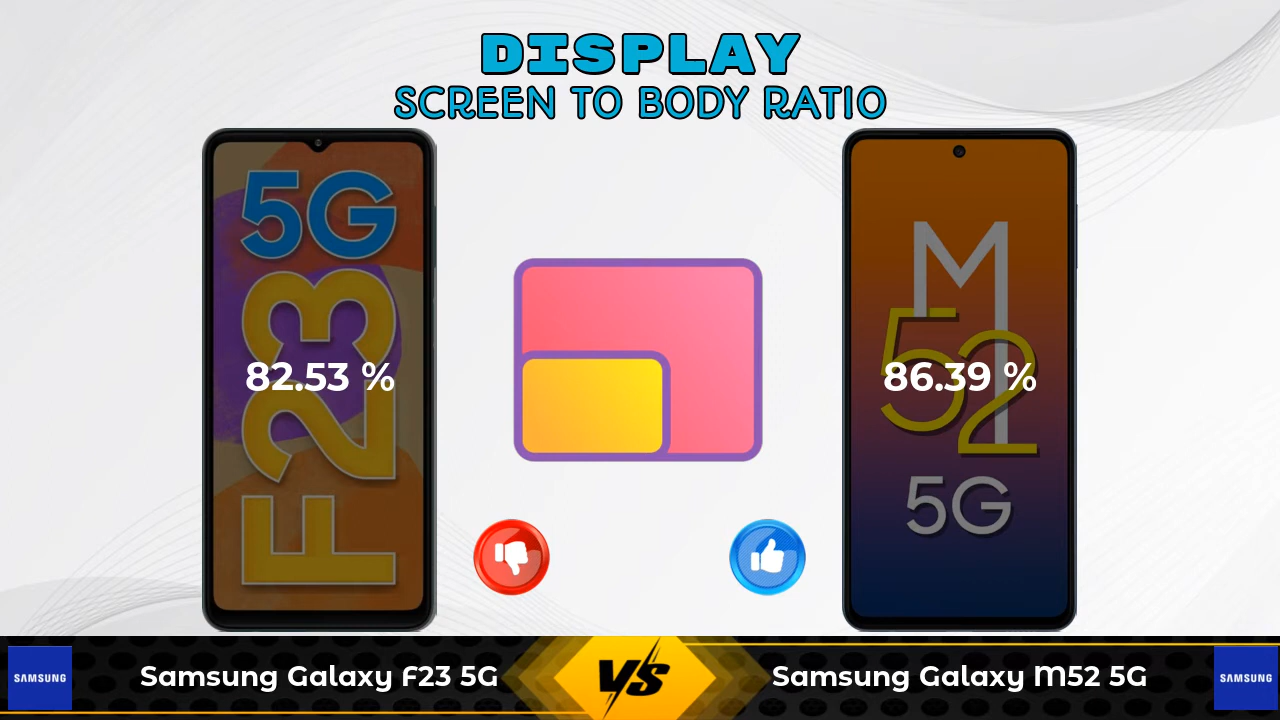 DISPLAY
SCREEN TO BODY RATIO
5G
F23
82.53 %
M
52
86.39 %
5G
SAMSUNG
Samsung Galaxy F23 5G
VS
Samsung Galaxy M52 5G
SAMSUNG